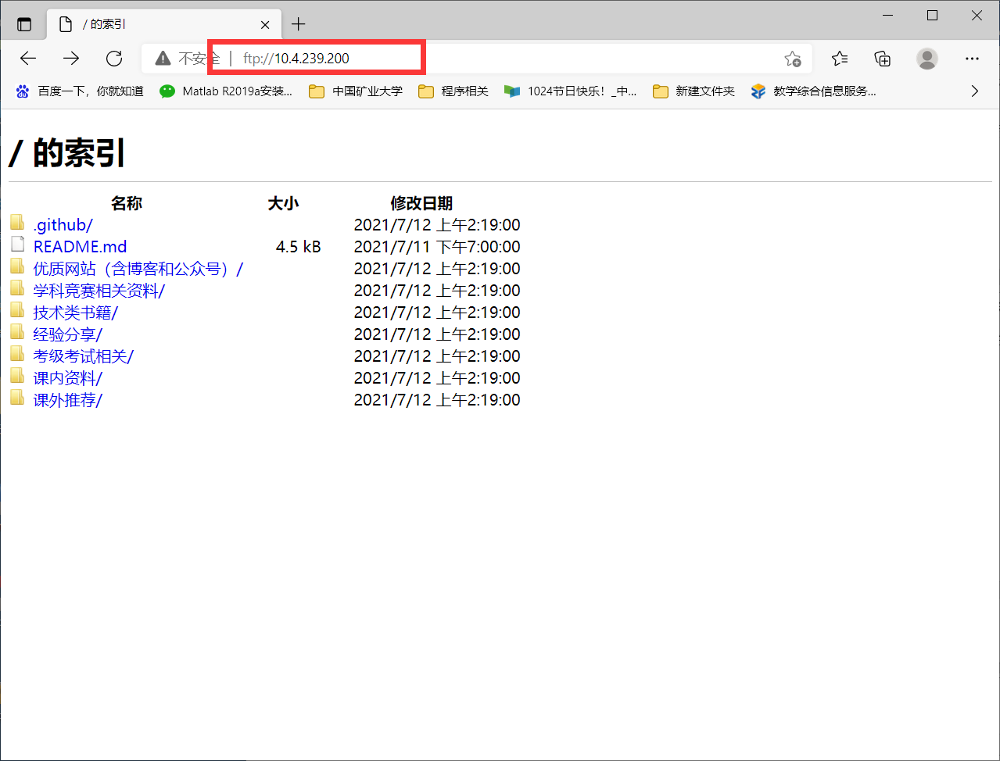 / 的索引
不安全 ftp://10.4.239.200
百度一下，你就知道 Matlab R2019a安装... 中国矿业大学 程序相关 1024节日快乐！_中... 新建文件夹 教学综合信息服务...
/ 的索引
名称 大小 修改日期
.github/ 2021/7/12 上午2:19:00
README.md 4.5 kB 2021/7/11 下午7:00:00
优质网站（含博客和公众号）/ 2021/7/12 上午2:19:00
学科竞赛相关资料/ 2021/7/12 上午2:19:00
技术类书籍/ 2021/7/12 上午2:19:00
经验分享/ 2021/7/12 上午2:19:00
考级考试相关/ 2021/7/12 上午2:19:00
课内资料/ 2021/7/12 上午2:19:00
课外推荐/ 2021/7/12 上午2:19:00